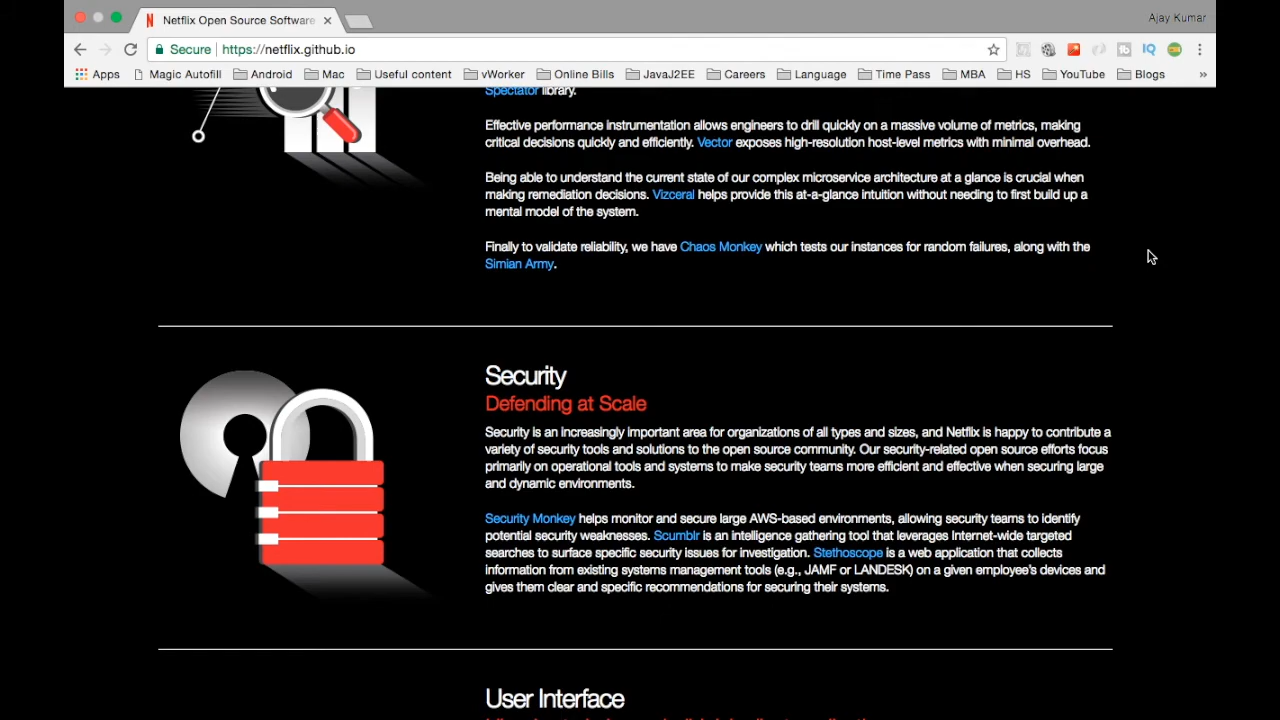 Netflix Open Source Software
Ajay Kumar
Secure https://netflix.github.io
Apps Magic Autofill Android Mac Useful content vWorker Online Bills JavaJ2EE Careers Language Time Pass MBA HS YouTube Blogs »
Spectator library.
Effective performance instrumentation allows engineers to drill quickly on a massive volume of metrics, making
critical decisions quickly and efficiently. Vector exposes high-resolution host-level metrics with minimal overhead.
Being able to understand the current state of our complex microservice architecture at a glance is crucial when
making remediation decisions. Vizceral helps provide this at-a-glance intuition without needing to first build up a
mental model of the system.
Finally to validate reliability, we have Chaos Monkey which tests our instances for random failures, along with the
Simian Army.
Security
Defending at Scale
Security is an increasingly important area for organizations of all types and sizes, and Netflix is happy to contribute a
variety of security tools and solutions to the open source community. Our security-related open source efforts focus
primarily on operational tools and systems to make security teams more efficient and effective when securing large
and dynamic environments.
Security Monkey helps monitor and secure large AWS-based environments, allowing security teams to identify
potential security weaknesses. Scumblr is an intelligence gathering tool that leverages Internet-wide targeted
searches to surface specific security issues for investigation. Stethoscope is a web application that collects
information from existing systems management tools (e.g., JAMF or LANDESK) on a given employee's devices and
gives them clear and specific recommendations for securing their systems.
User Interface